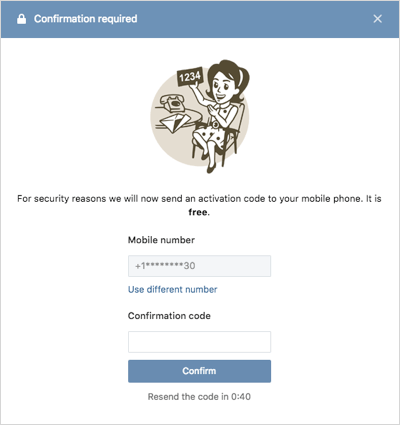 Confirmation required
1234
For security reasons we will now send an activation code to your mobile phone. It is
free.
Mobile number
+1********30
Use different number
Confirmation code
Confirm
Resend the code in 0:40